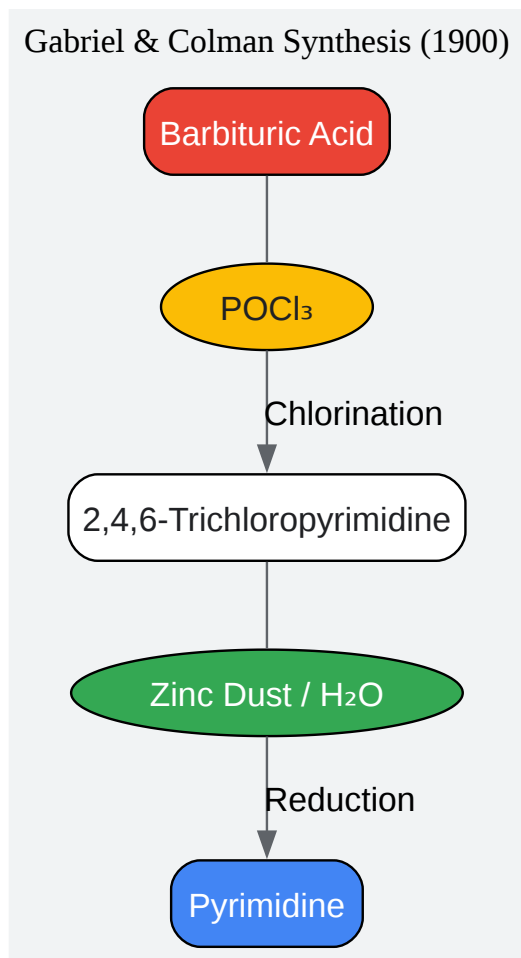 Gabriel & Colman Synthesis (1900)
Barbituric Acid
POCl₃
Chlorination
2,4,6-Trichloropyrimidine
Zinc Dust / H₂O
Reduction
Pyrimidine